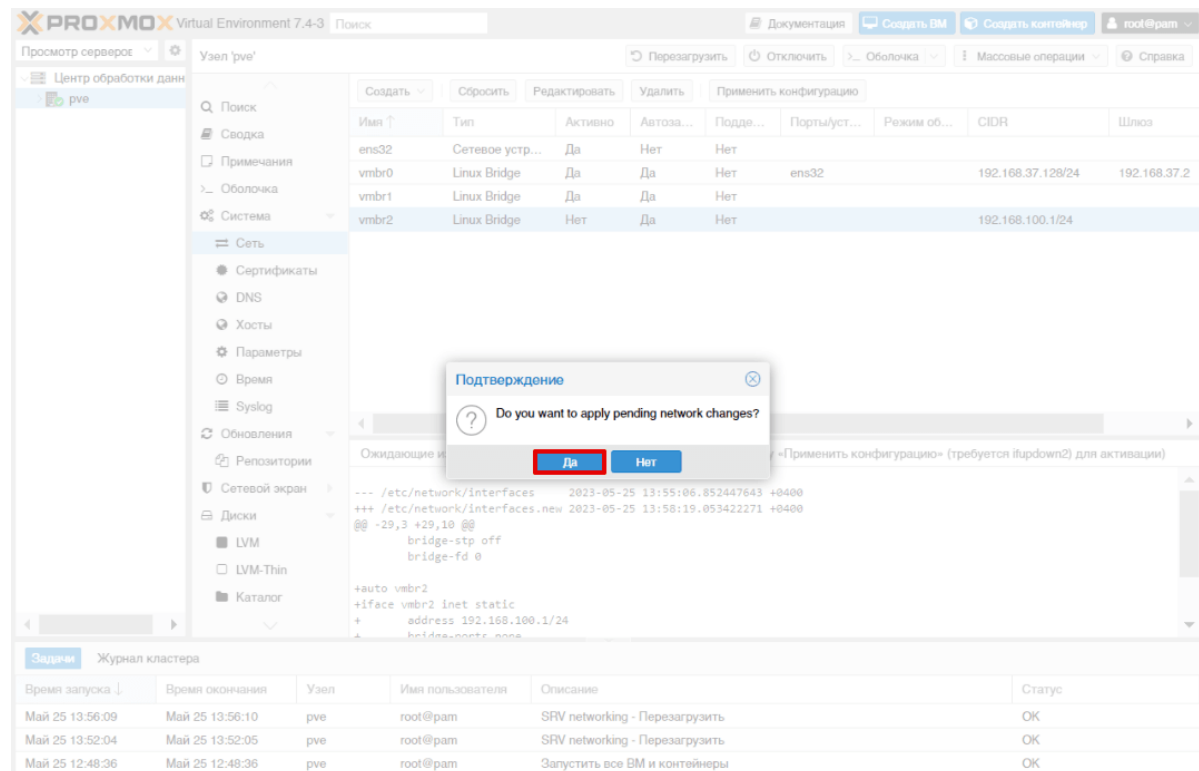 PROXMOX Virtual Environment 7.4-3 Поиск Документация Создать ВМ Создать контейнер root@pam
Просмотр серверов Узел 'pve' Перезагрузить Отключить >_ Оболочка Массовые операции Справка
Центр обработки данн
pve
Поиск
Сводка
Примечания
>_ Оболочка
Система
Сеть
Сертификаты
DNS
Хосты
Параметры
Время
Syslog
Обновления
Репозитории
Сетевой экран
Диски
LVM
LVM-Thin
Каталог
Создать Сбросить Редактировать Удалить Применить конфигурацию
Имя ↑ Тип Активно Автоза... Подде... Порты/уст... Режим об... CIDR Шлюз
ens32 Сетевое устр... Да Нет Нет
vmbr0 Linux Bridge Да Да Нет ens32 192.168.37.128/24 192.168.37.2
vmbr1 Linux Bridge Да Да Нет
vmbr2 Linux Bridge Нет Да Нет 192.168.100.1/24
Подтверждение
Do you want to apply pending network changes?
Да Нет
Ожидающие и «Применить конфигурацию» (требуется ifupdown2) для активации)
--- /etc/network/interfaces 2023-05-25 13:55:06.852447643 +0400
+++ /etc/network/interfaces.new 2023-05-25 13:58:19.053422271 +0400
@@ -29,3 +29,10 @@
bridge-stp off
bridge-fd 0
+auto vmbr2
+iface vmbr2 inet static
+ address 192.168.100.1/24
+ bridge-ports none
Задачи Журнал кластера
Время запуска ↓ Время окончания Узел Имя пользователя Описание Статус
Май 25 13:56:09 Май 25 13:56:10 pve root@pam SRV networking - Перезагрузить OK
Май 25 13:52:04 Май 25 13:52:05 pve root@pam SRV networking - Перезагрузить OK
Май 25 12:48:36 Май 25 12:48:36 pve root@pam Запустить все ВМ и контейнеры OK